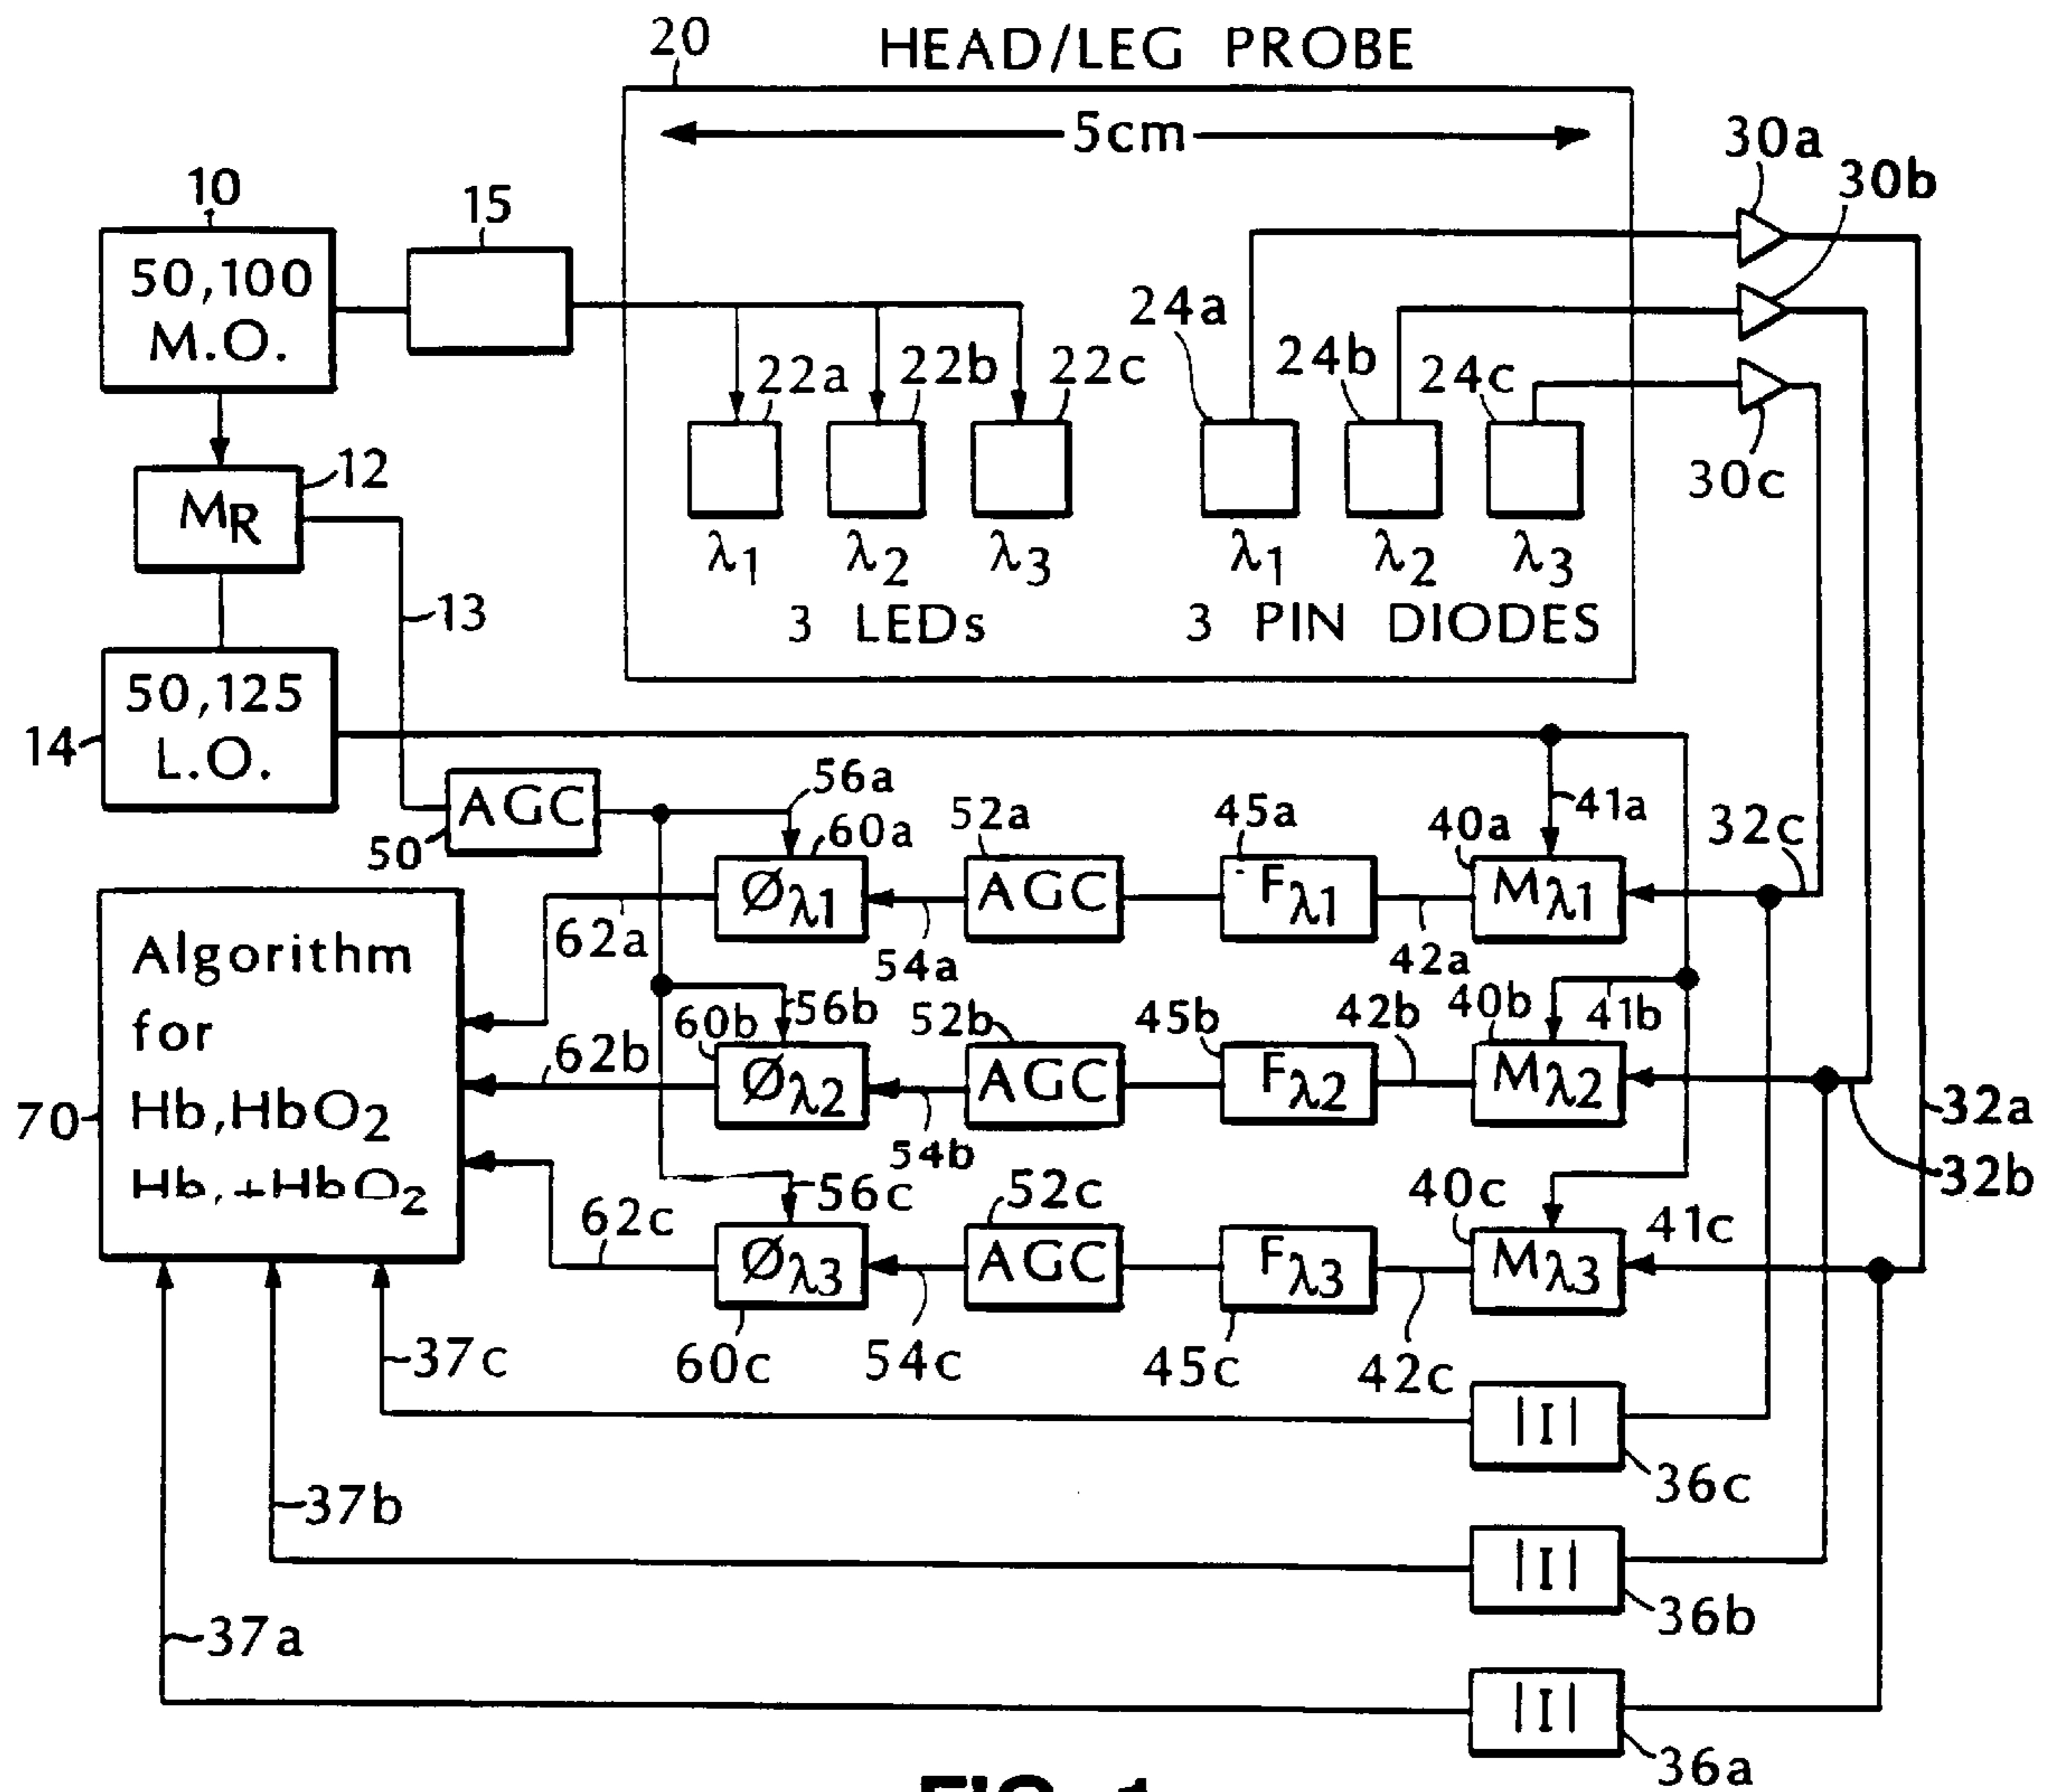 20
HEAD/LEG PROBE
5cm
30a
30b
10
15
50,100
M.O.
24a
24b
24c
22a
22b
22c
30c
12
MR
λ1
λ2
λ3
λ1
λ2
λ3
3 LEDs
3 PIN DIODES
13
50,125
L.O.
14
56a
41a
AGC
50
60a
52a
45a
40a
32c
Øλ1
AGC
Fλ1
Mλ1
62a
54a
42a
Algorithm
for
Hb,HbO2
Hb,+HbO2
70
56b
60b
52b
45b
42b
40b
41b
62b
Øλ2
AGC
Fλ2
Mλ2
32a
54b
32b
56c
52c
40c
41c
62c
Øλ3
AGC
Fλ3
Mλ3
37c
60c
54c
45c
42c
|I|
36c
37b
|I|
36b
37a
|I|
36a
FIG. 1